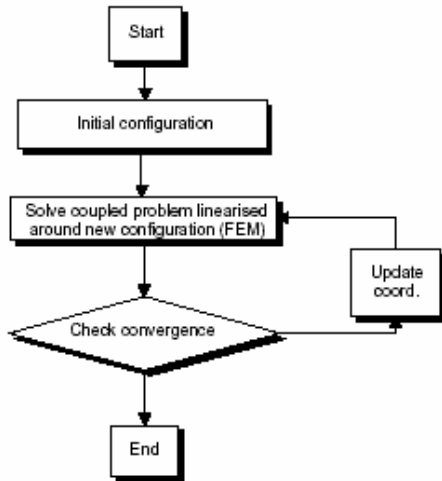 Start
Initial configuration
Solve coupled problem linearised
around new configuration (FEM)
Update
coord.
Check convergence
End